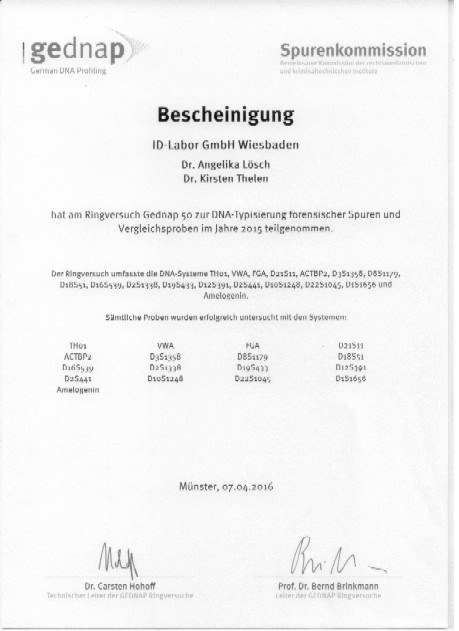 gednap
German DNA Profiling
Spurenkommission
Gemeinsame Kommission der rechtsmedizinischen
und kriminaltechnischen Institute
Bescheinigung
ID-Labor GmbH Wiesbaden
Dr. Angelika Lösch
Dr. Kirsten Thelen
hat am Ringversuch Gednap 50 zur DNA-Typisierung forensischer Spuren und
Vergleichsproben im Jahre 2015 teilgenommen.
Der Ringversuch umfasste die DNA-Systeme TH01, VWA, FGA, D21S11, ACTBP2, D3S1358, D8S1179,
D18S51, D16S539, D2S1338, D19S433, D12S391, D2S441, D10S1248, D22S1045, D1S1656 und
Amelogenin.
Sämtliche Proben wurden erfolgreich untersucht mit den Systemen:
TH01 VWA FGA D21S11
ACTBP2 D3S1358 D8S1179 D18S51
D16S539 D2S1338 D19S433 D12S391
D2S441 D10S1248 D22S1045 D1S1656
Amelogenin
Münster, 07.04.2016
Dr. Carsten Hohoff Prof. Dr. Bernd Brinkmann
Technischer Leiter der GEDNAP Ringversuche Leiter der GEDNAP Ringversuche